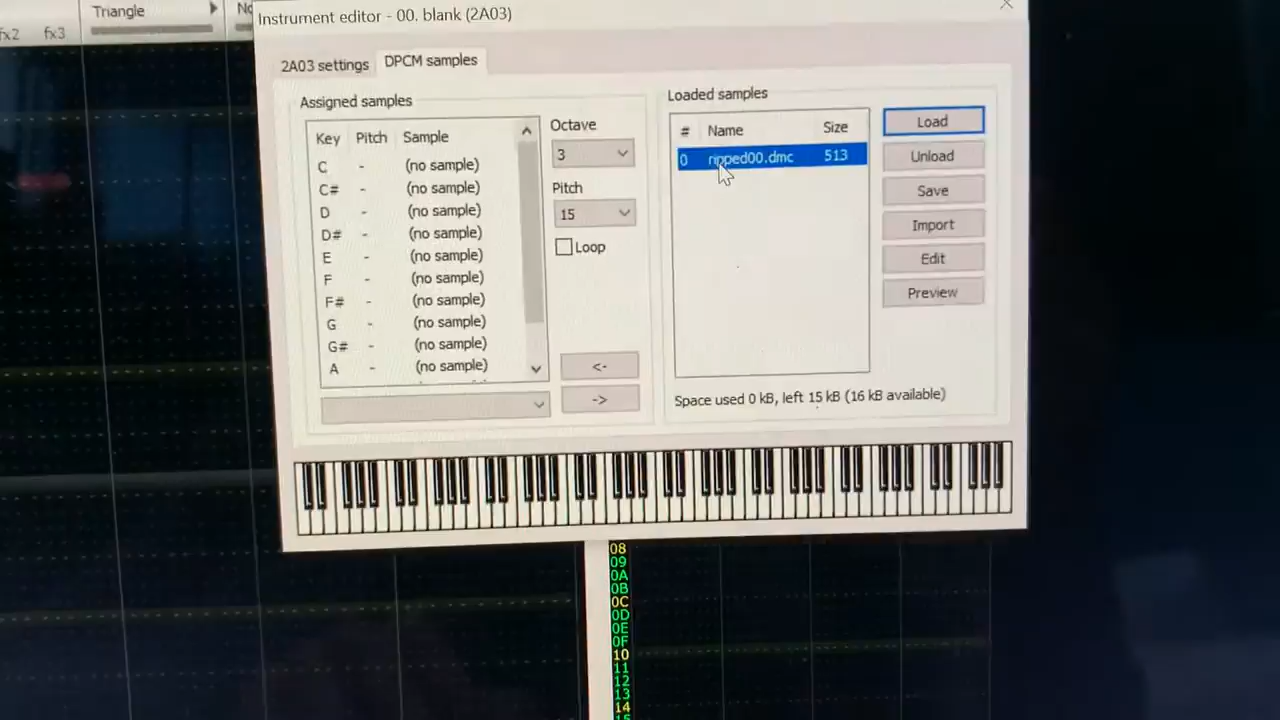 Triangle
fx2 fx3
Instrument editor - 00. blank (2A03)
2A03 settings
DPCM samples
Assigned samples
Key Pitch Sample
C - (no sample)
C# - (no sample)
D - (no sample)
D# - (no sample)
E - (no sample)
F - (no sample)
F# - (no sample)
G - (no sample)
G# - (no sample)
A - (no sample)
Octave
3
Pitch
15
Loop
<-
->
Loaded samples
# Name Size
0 ripped00.dmc 513
Load
Unload
Save
Import
Edit
Preview
Space used 0 kB, left 15 kB (16 kB available)
08
09
0A
0B
0C
0D
0E
0F
10
11
12
13
14